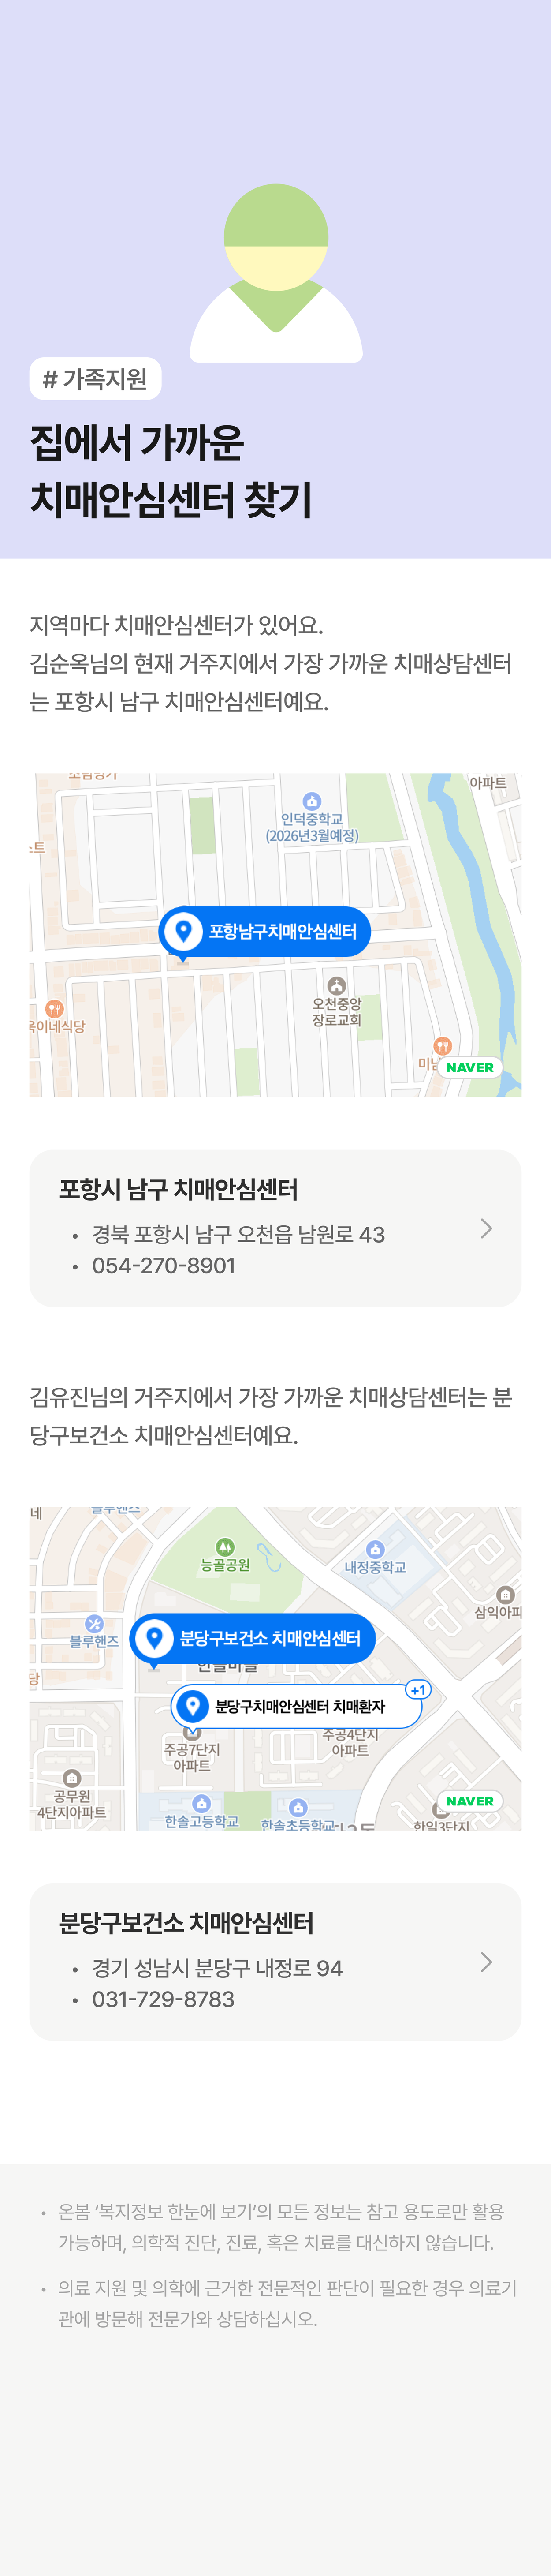 # 가족지원
집에서 가까운
치매안심센터 찾기
지역마다 치매안심센터가 있어요.
김순옥님의 현재 거주지에서 가장 가까운 치매상담센터
는 포항시 남구 치매안심센터예요.
아파트
인덕중학교
(2026년3월예정)
포항남구치매안심센터
오천중앙
장로교회
옥이네식당
NAVER
포항시 남구 치매안심센터
• 경북 포항시 남구 오천읍 남원로 43
• 054-270-8901
김유진님의 거주지에서 가장 가까운 치매상담센터는 분
당구보건소 치매안심센터예요.
네
블루핸즈
능골공원
내정중학교
삼익아파
블루핸즈
분당구보건소 치매안심센터
한솔마을
당
분당구치매안심센터 치매환자
+1
주공7단지
아파트
주공4단지
아파트
공무원
4단지아파트
한솔고등학교
한솔초등학교
한일3단지
NAVER
분당구보건소 치매안심센터
• 경기 성남시 분당구 내정로 94
• 031-729-8783
• 온봄 ‘복지정보 한눈에 보기’의 모든 정보는 참고 용도로만 활용
가능하며, 의학적 진단, 진료, 혹은 치료를 대신하지 않습니다.
• 의료 지원 및 의학에 근거한 전문적인 판단이 필요한 경우 의료기
관에 방문해 전문가와 상담하십시오.